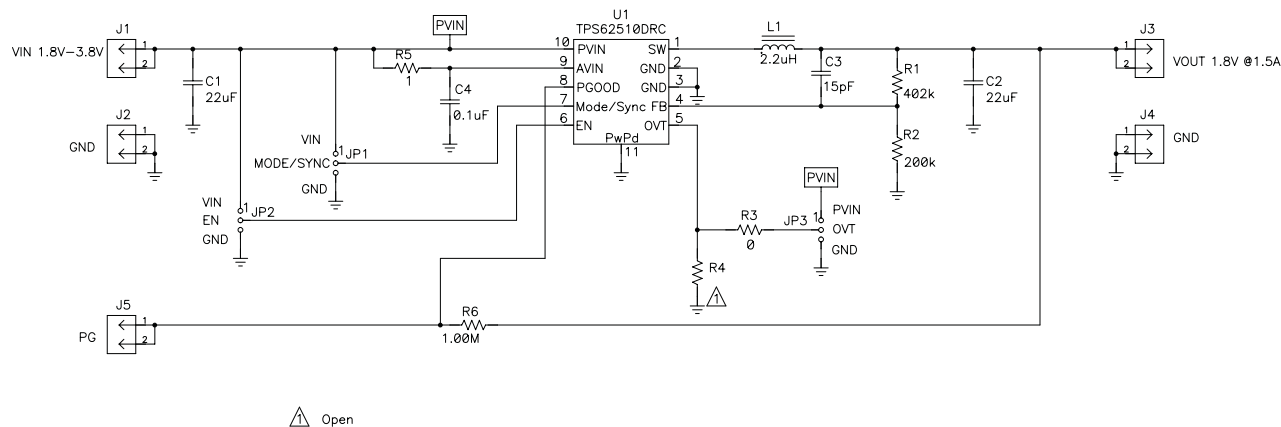 U1
TPS62510DRC
PVIN
J1
VIN 1.8V-3.8V
1
2
C1
22uF
R5
1
C4
0.1uF
10 PVIN
9 AVIN
8 PGOOD
7 Mode/Sync
6 EN
SW 1
GND 2
GND 3
FB 4
OVT 5
PwPd
11
L1
2.2uH
C3
15pF
R1
402k
R2
200k
C2
22uF
J3
1
2
VOUT 1.8V @1.5A
J2
GND
1
2
J4
1
2
GND
VIN
1 JP1
MODE/SYNC
GND
VIN
1 JP2
EN
GND
PVIN
JP3 1 PVIN
OVT
GND
R3
0
R4
1
J5
PG
1
2
R6
1.00M
1 Open